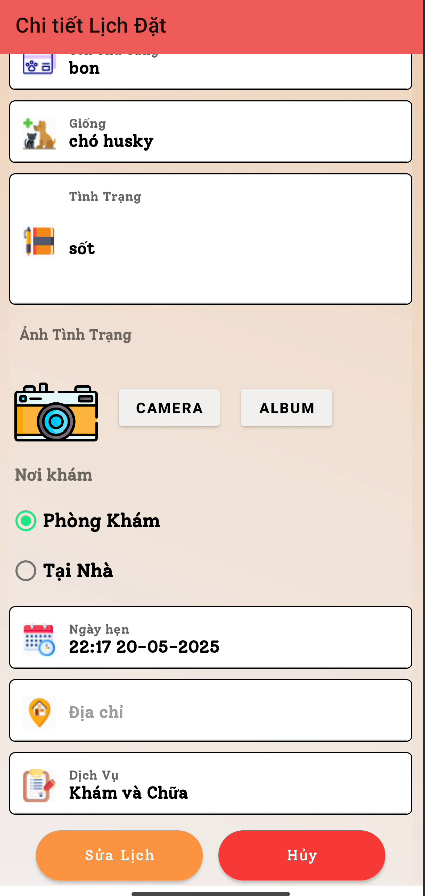 Chi tiết Lịch Đặt
bon
Giống
chó husky
Tình Trạng
sốt
Ảnh Tình Trạng
CAMERA
ALBUM
Nơi khám
Phòng Khám
Tại Nhà
Ngày hẹn
22:17 20-05-2025
Địa chỉ
Dịch Vụ
Khám và Chữa
Sửa Lịch
Hủy